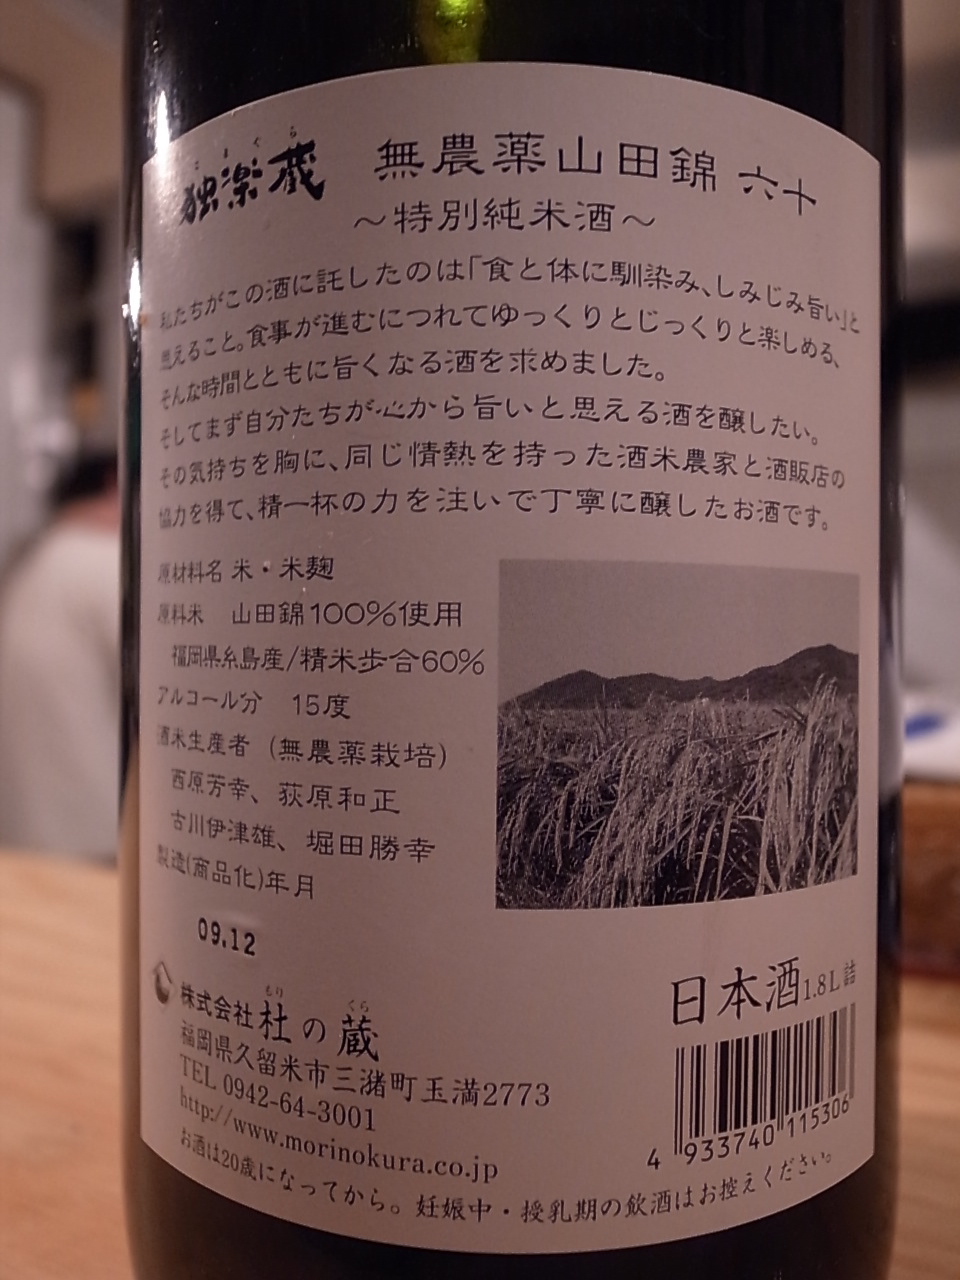 こまぐら
独楽蔵 無農薬山田錦 六十
～特別純米酒～
私たちがこの酒に託したのは「食と体に馴染み、しみじみ旨い」と
思えること。食事が進むにつれてゆっくりとじっくりと楽しめる、
そんな時間とともに旨くなる酒を求めました。
そしてまず自分たちが心から旨いと思える酒を醸したい。
その気持ちを胸に、同じ情熱を持った酒米農家と酒販店の
協力を得て、精一杯の力を注いで丁寧に醸したお酒です。
原材料名 米・米麹
原料米 山田錦100%使用
福岡県糸島産/精米歩合60%
アルコール分 15度
酒米生産者 (無農薬栽培)
西原芳幸、荻原和正
古川伊津雄、堀田勝幸
製造(商品化)年月
09.12
もり くら
株式会社 杜の蔵
福岡県久留米市三潴町玉満2773
TEL 0942-64-3001
http://www.morinokura.co.jp
日本酒1.8L詰
4 933740 115306
お酒は20歳になってから。妊娠中・授乳期の飲酒はお控えください。